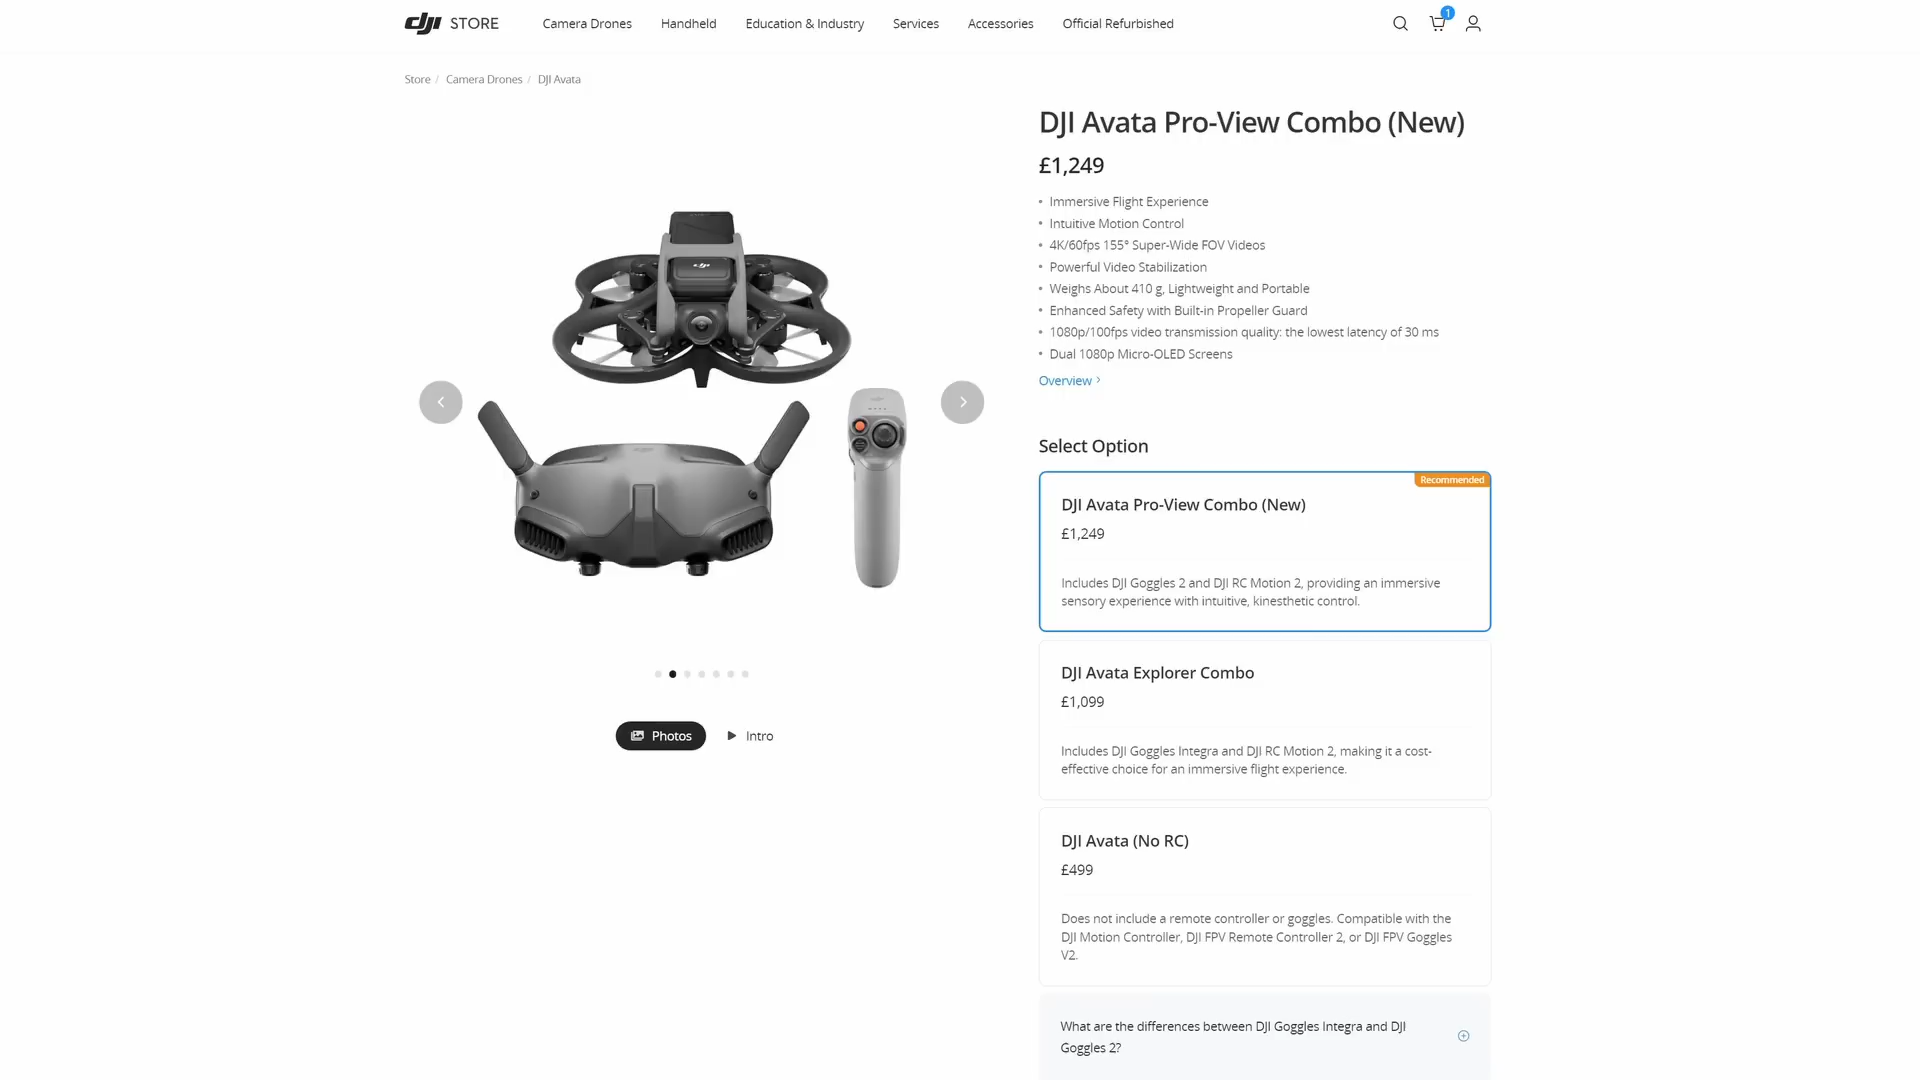 dji STORE
Camera Drones
Handheld
Education & Industry
Services
Accessories
Official Refurbished
1
Store / Camera Drones / DJI Avata
DJI Avata Pro-View Combo (New)
£1,249
• Immersive Flight Experience
• Intuitive Motion Control
• 4K/60fps 155° Super-Wide FOV Videos
• Powerful Video Stabilization
• Weighs About 410 g, Lightweight and Portable
• Enhanced Safety with Built-in Propeller Guard
• 1080p/100fps video transmission quality: the lowest latency of 30 ms
• Dual 1080p Micro-OLED Screens
Overview >
dji
Photos
Intro
Select Option
Recommended
DJI Avata Pro-View Combo (New)
£1,249
Includes DJI Goggles 2 and DJI RC Motion 2, providing an immersive
sensory experience with intuitive, kinesthetic control.
DJI Avata Explorer Combo
£1,099
Includes DJI Goggles Integra and DJI RC Motion 2, making it a cost-
effective choice for an immersive flight experience.
DJI Avata (No RC)
£499
Does not include a remote controller or goggles. Compatible with the
DJI Motion Controller, DJI FPV Remote Controller 2, or DJI FPV Goggles
V2.
What are the differences between DJI Goggles Integra and DJI
Goggles 2?